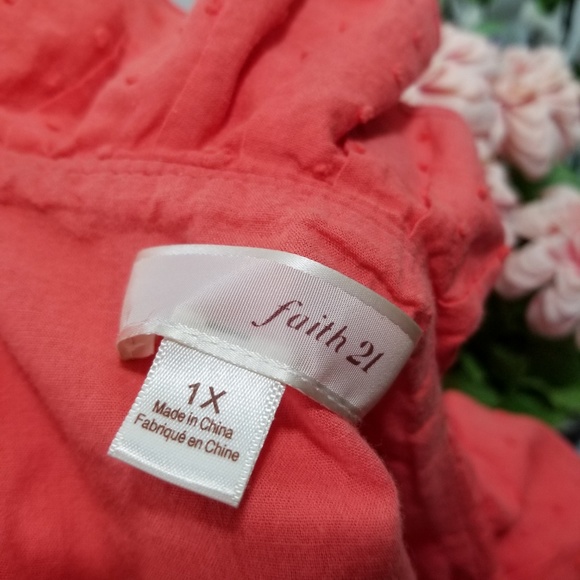 faith 21
1X
Made in China
Fabriqué en Chine